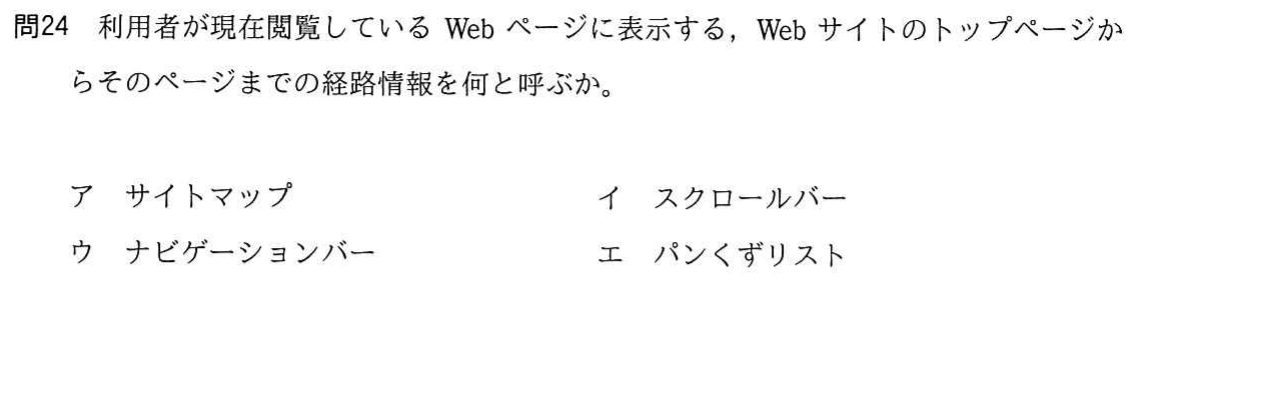 問24 利用者が現在閲覧している Web ページに表示する，Web サイトのトップページか
らそのページまでの経路情報を何と呼ぶか。
ア サイトマップ イ スクロールバー
ウ ナビゲーションバー エ パンくずリスト